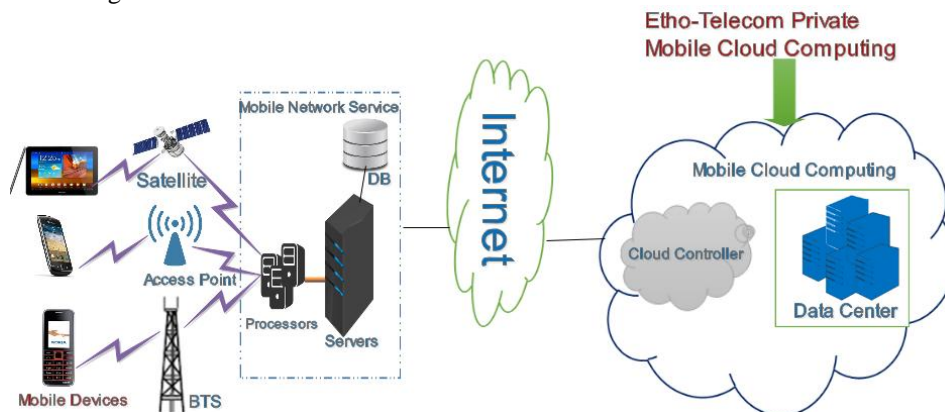 Etho-Telecom Private
Mobile Cloud Computing
Mobile Network Service
DB
Satellite
Internet
Mobile Cloud Computing
Cloud Controller
Access Point
Processors
Servers
Data Center
Mobile Devices
BTS